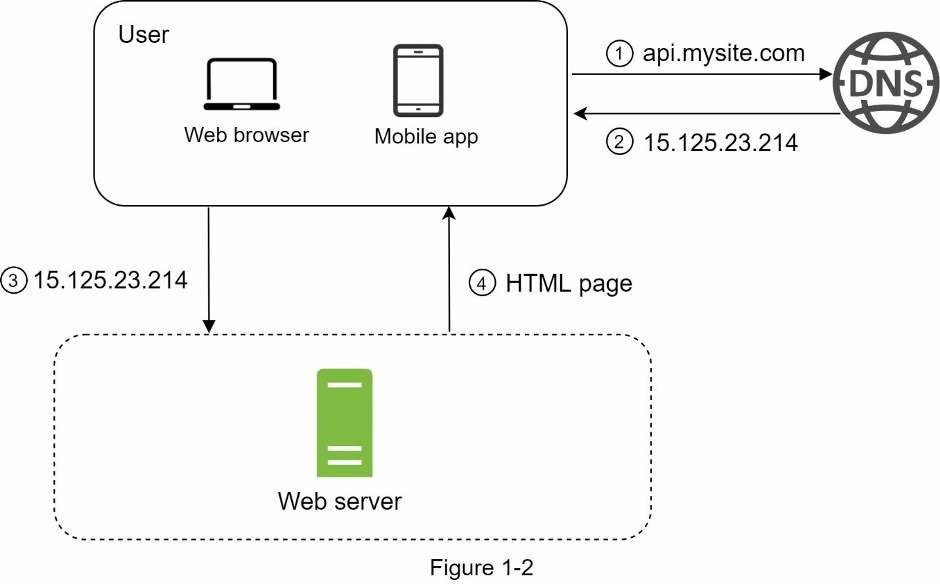 User
① api.mysite.com
DNS
Web browser
Mobile app
② 15.125.23.214
③ 15.125.23.214
④ HTML page
Web server
Figure 1-2